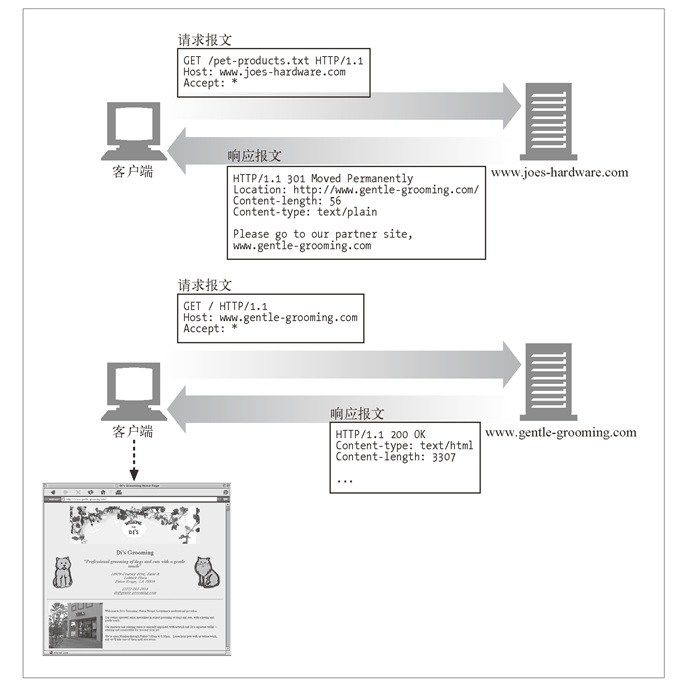 请求报文
GET /pet-products.txt HTTP/1.1
Host: www.joes-hardware.com
Accept: *
客户端
www.joes-hardware.com
响应报文
HTTP/1.1 301 Moved Permanently
Location: http://www.gentle-grooming.com/
Content-length: 56
Content-type: text/plain
Please go to our partner site,
www.gentle-grooming.com
请求报文
GET / HTTP/1.1
Host: www.gentle-grooming.com
Accept: *
客户端
www.gentle-grooming.com
响应报文
HTTP/1.1 200 OK
Content-type: text/html
Content-length: 3307
...
Di's Grooming Home Page
DI'S
Di's Grooming
"Professional grooming of dogs and cats with a gentle
touch"